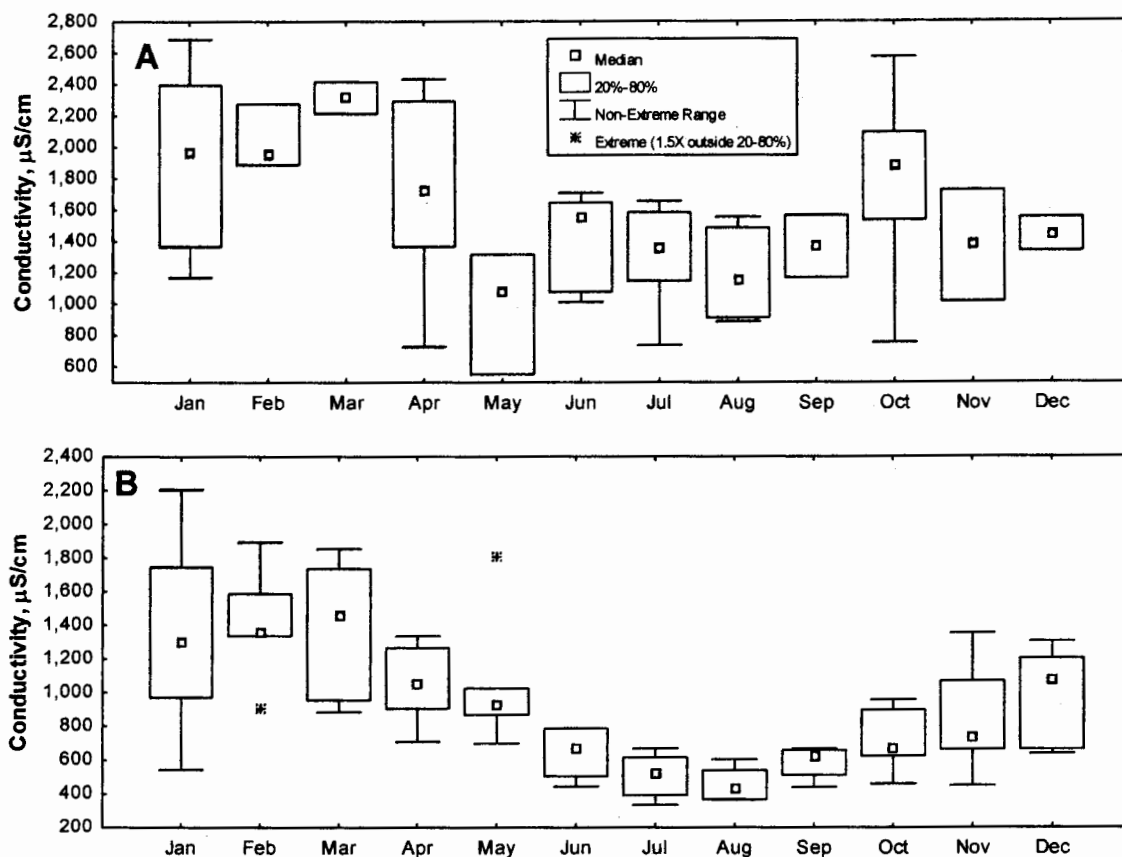 A
Conductivity, µS/cm
2,800
2,600
2,400
2,200
2,000
1,800
1,600
1,400
1,200
1,000
800
600
Median
20%-80%
Non-Extreme Range
Extreme (1.5X outside 20-80%)
Jan Feb Mar Apr May Jun Jul Aug Sep Oct Nov Dec
B
Conductivity, µS/cm
2,400
2,200
2,000
1,800
1,600
1,400
1,200
1,000
800
600
400
200
Jan Feb Mar Apr May Jun Jul Aug Sep Oct Nov Dec